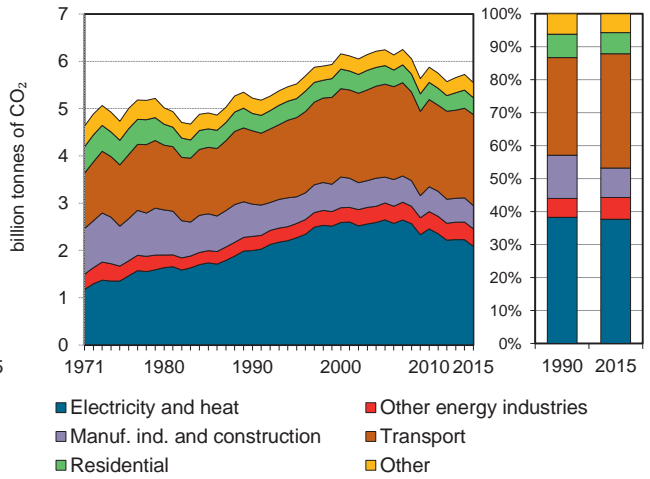 billion tonnes of CO₂
7
6
5
4
3
2
1
0
1971 1980 1990 2000 2010 2015
100%
90%
80%
70%
60%
50%
40%
30%
20%
10%
0%
1990 2015
5
Electricity and heat
Other energy industries
Manuf. ind. and construction
Transport
Residential
Other